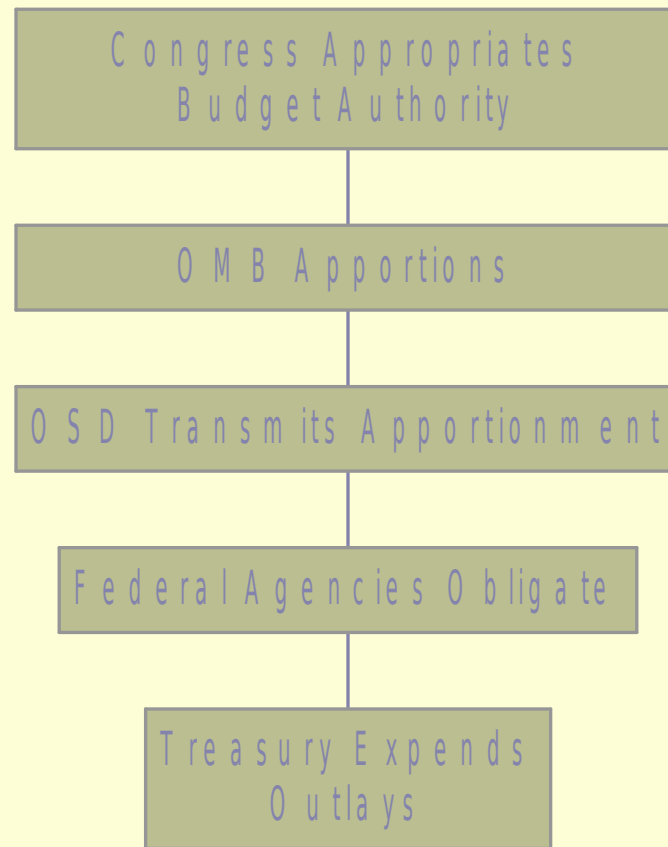 Congress Appropriates
Budget Authority
OMB Apportions
OSD Transmits Apportionment
Federal Agencies Obligate
Treasury Expends
Outlays